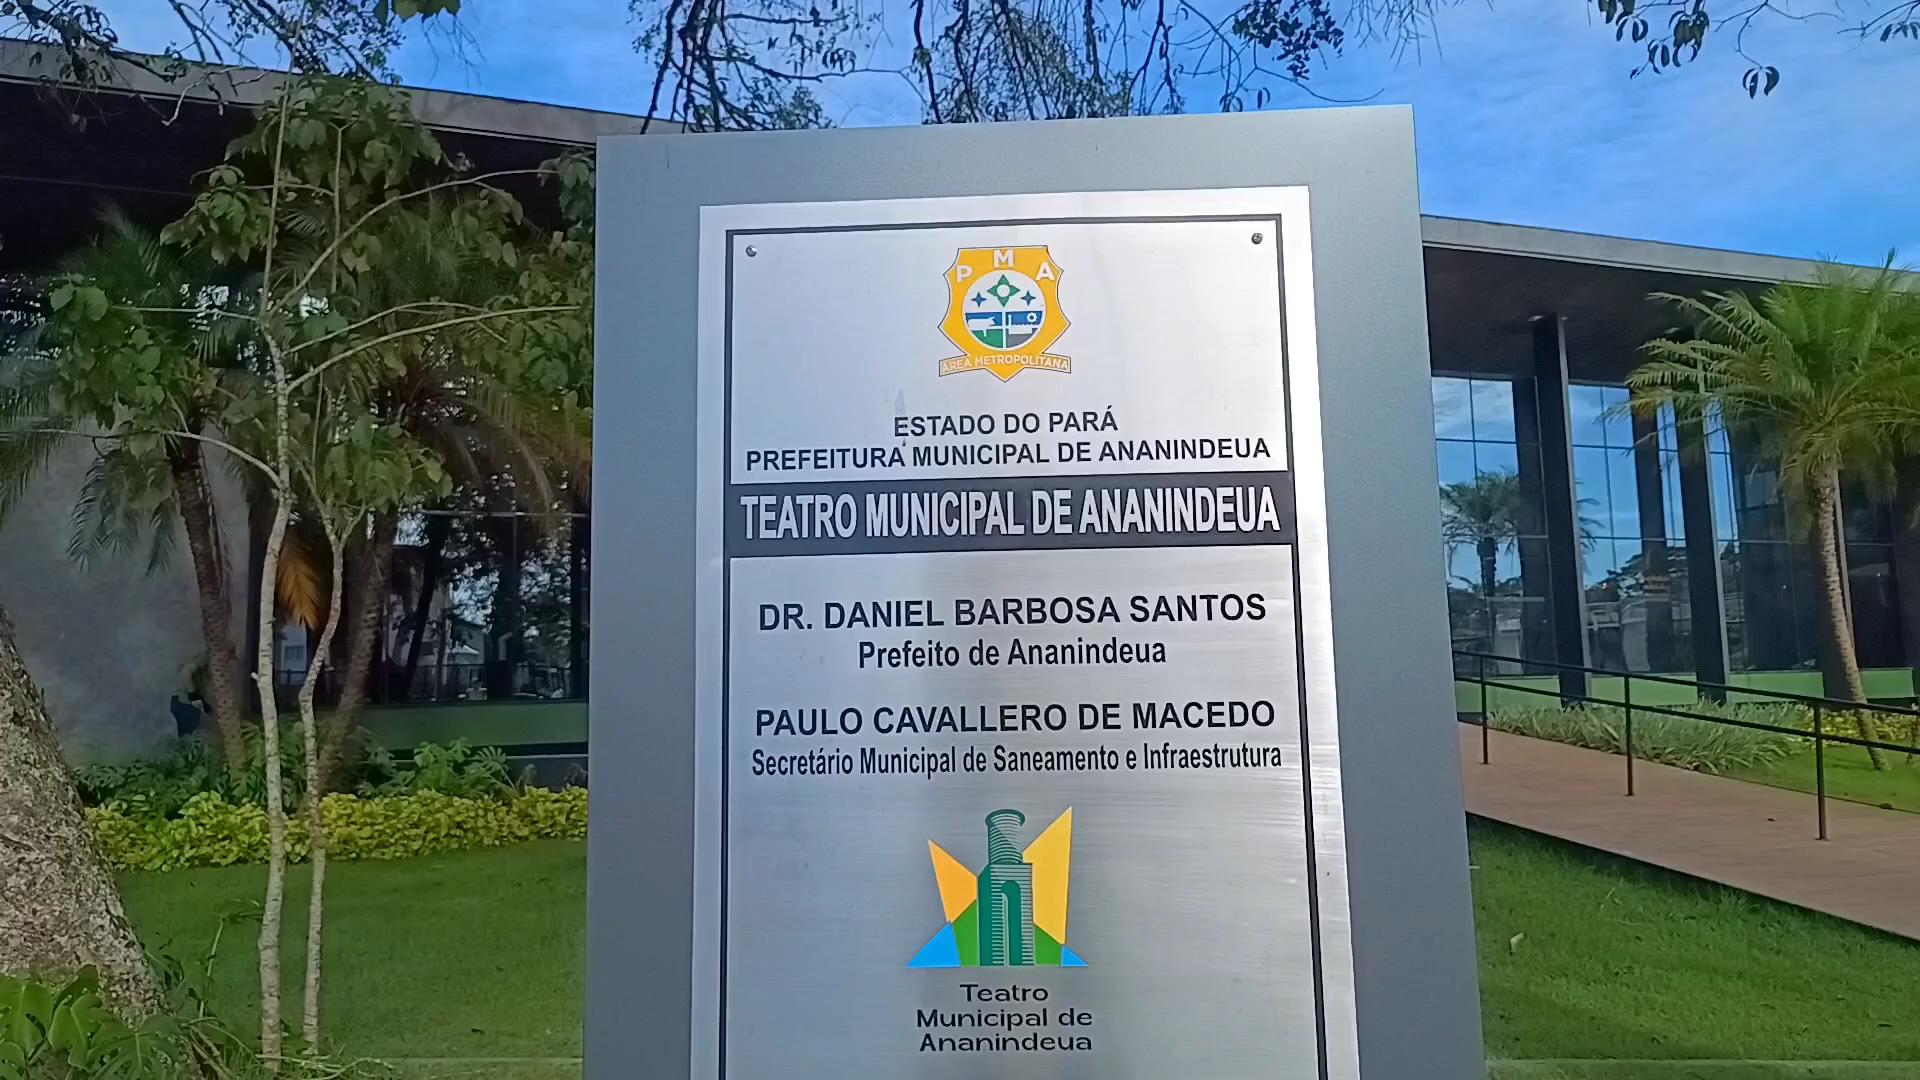 P M A
ÁREA METROPOLITANA
ESTADO DO PARÁ
PREFEITURA MUNICIPAL DE ANANINDEUA
TEATRO MUNICIPAL DE ANANINDEUA
DR. DANIEL BARBOSA SANTOS
Prefeito de Ananindeua
PAULO CAVALLERO DE MACEDO
Secretário Municipal de Saneamento e Infraestrutura
Teatro
Municipal de
Ananindeua